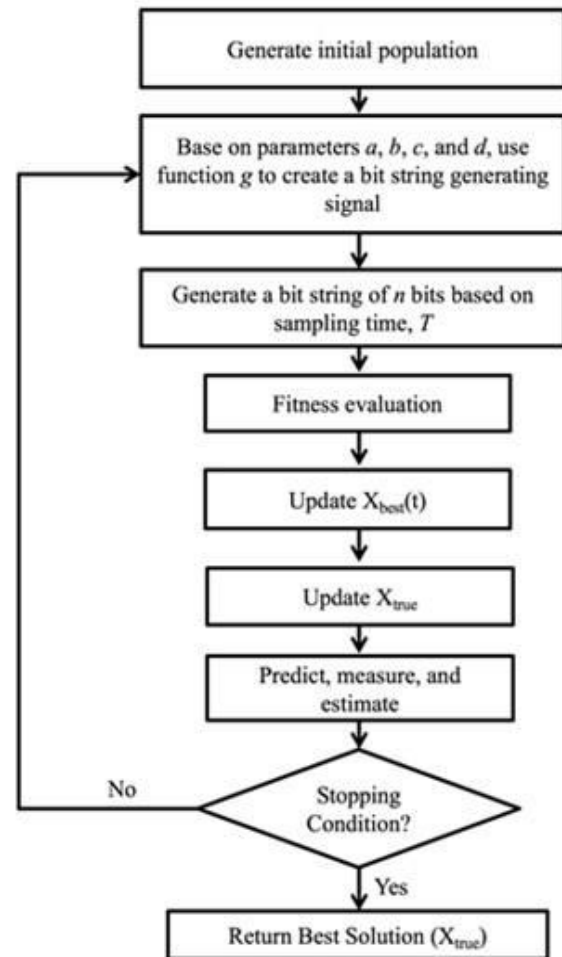 Generate initial population
Base on parameters a, b, c, and d, use
function g to create a bit string generating
signal
Generate a bit string of n bits based on
sampling time, T
Fitness evaluation
Update Xbest(t)
Update Xtrue
Predict, measure, and
estimate
No
Stopping
Condition?
Yes
Return Best Solution (Xtrue)